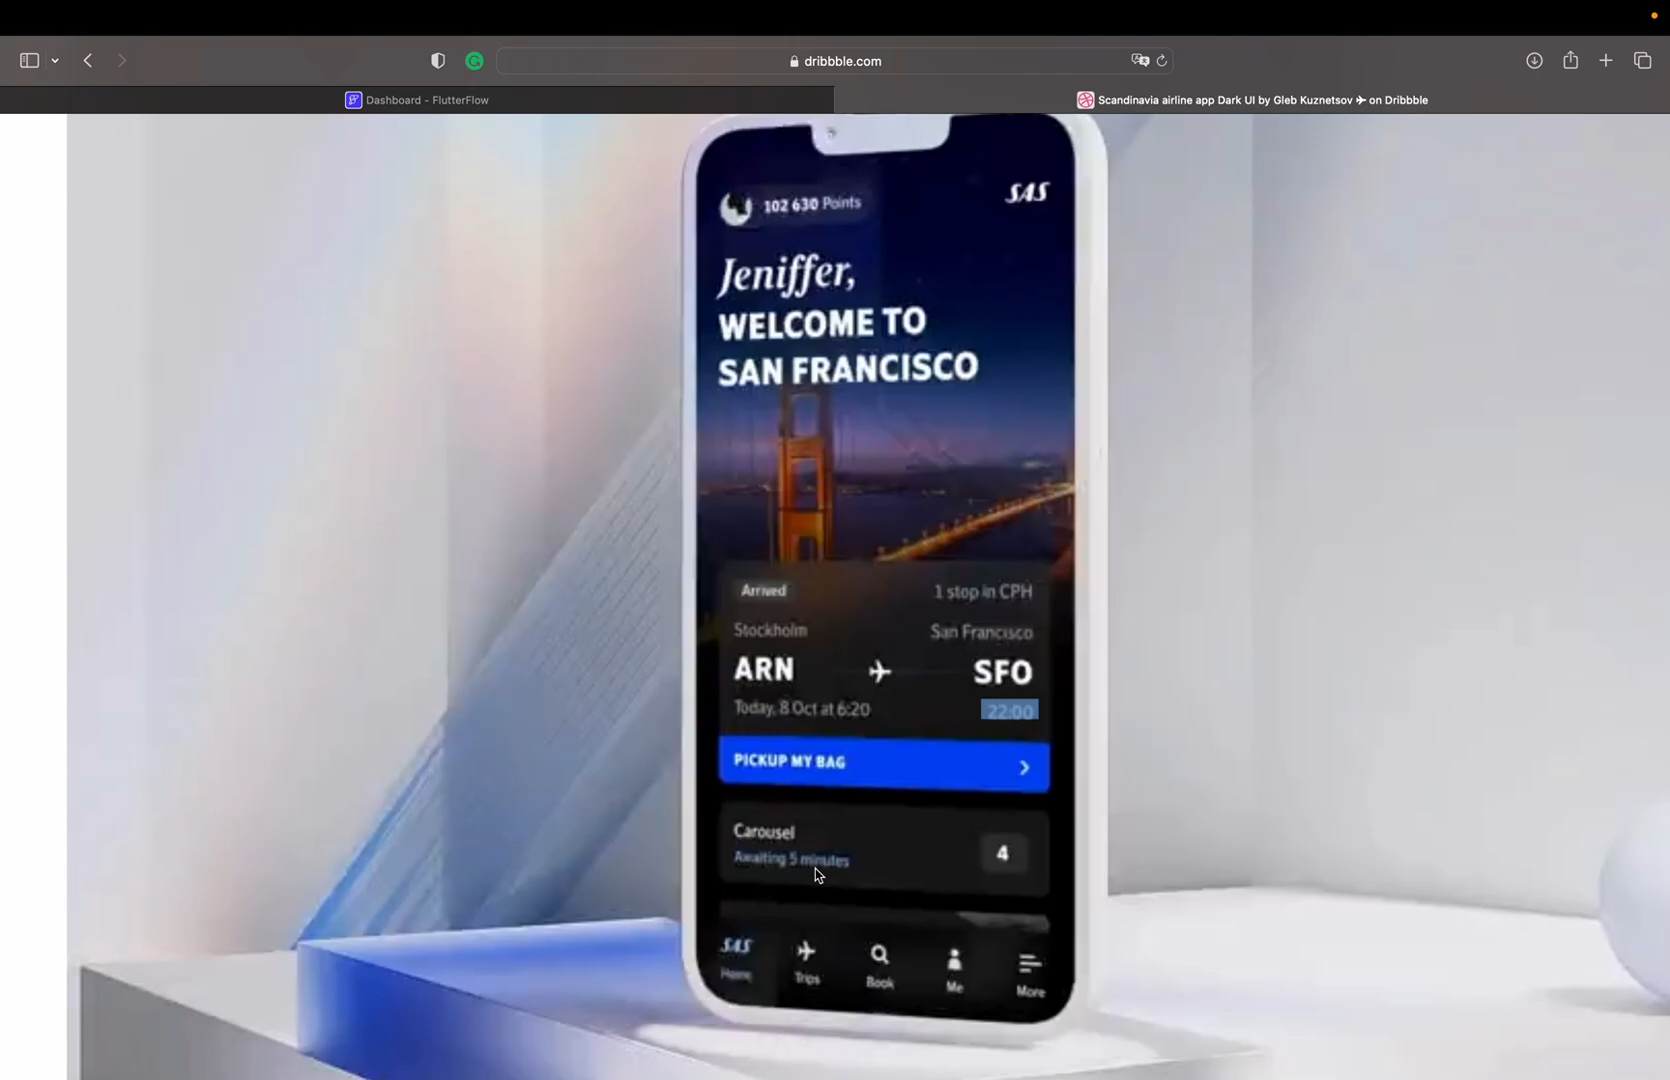 dribbble.com
Dashboard - FlutterFlow
Scandinavia airline app Dark UI by Gleb Kuznetsov ✈ on Dribbble
102 630 Points
SAS
Jeniffer,
WELCOME TO
SAN FRANCISCO
Arrived
1 stop in CPH
Stockholm
San Francisco
ARN
SFO
Today, 8 Oct at 6:20
22:00
PICKUP MY BAG
Carousel
Awaiting 5 minutes
4
SAS
Home
Trips
Book
Me
More